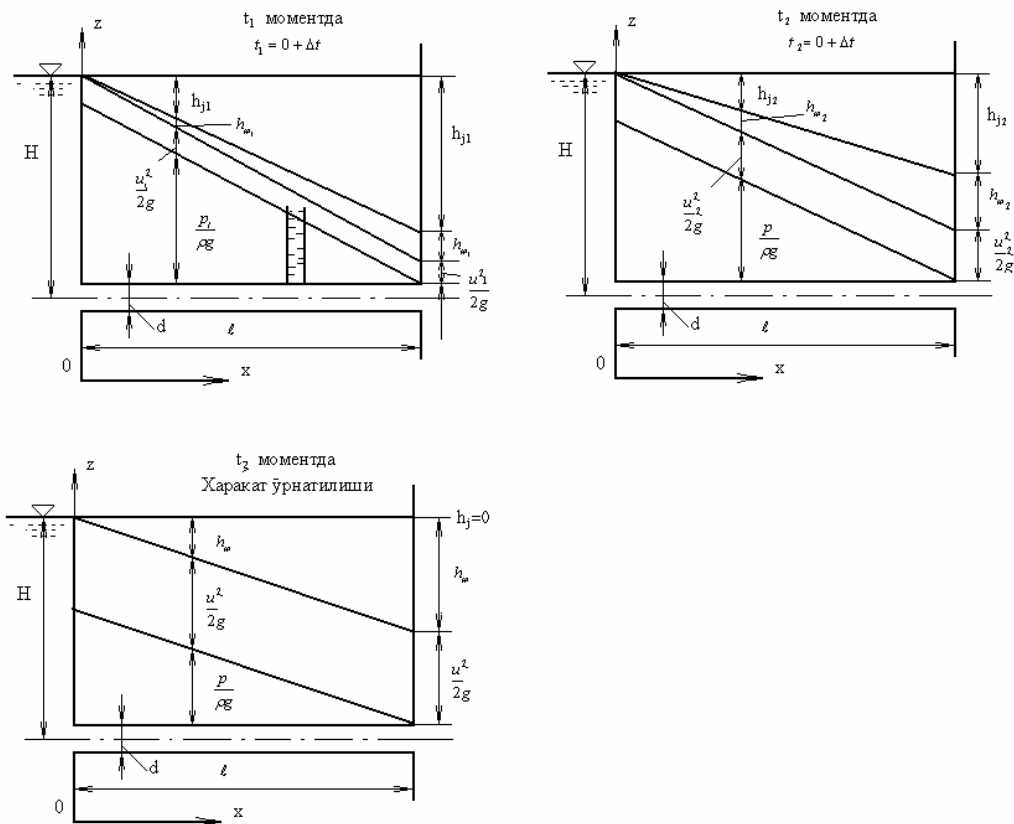 t₁ моментда
t₁ = 0 + Δt
z
H
h_j1
h_ω₁
u₁²/2g
p₁/ρg
h_j1
h_ω₁
u₁²/2g
d
ℓ
0
x
t₂ моментда
t₂ = 0 + Δt
z
H
h_j2
h_ω₂
u₂²/2g
p/ρg
h_j2
h_ω₂
u₂²/2g
d
ℓ
0
x
t₃ моментда
Харакат ўрнатилиши
z
h_j=0
H
h_ω
u²/2g
p/ρg
h_ω
u²/2g
d
ℓ
0
x